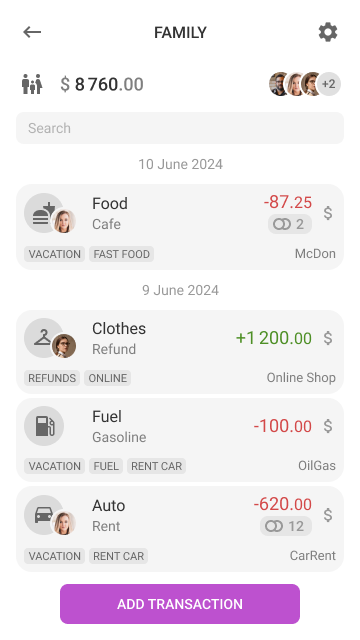 FAMILY
$ 8 760.00
+2
Search
10 June 2024
Food
-87.25
$
Cafe
2
VACATION
FAST FOOD
McDon
9 June 2024
Clothes
+1 200.00
$
Refund
REFUNDS
ONLINE
Online Shop
Fuel
-100.00
$
Gasoline
VACATION
FUEL
RENT CAR
OilGas
Auto
-620.00
$
Rent
12
VACATION
RENT CAR
CarRent
ADD TRANSACTION